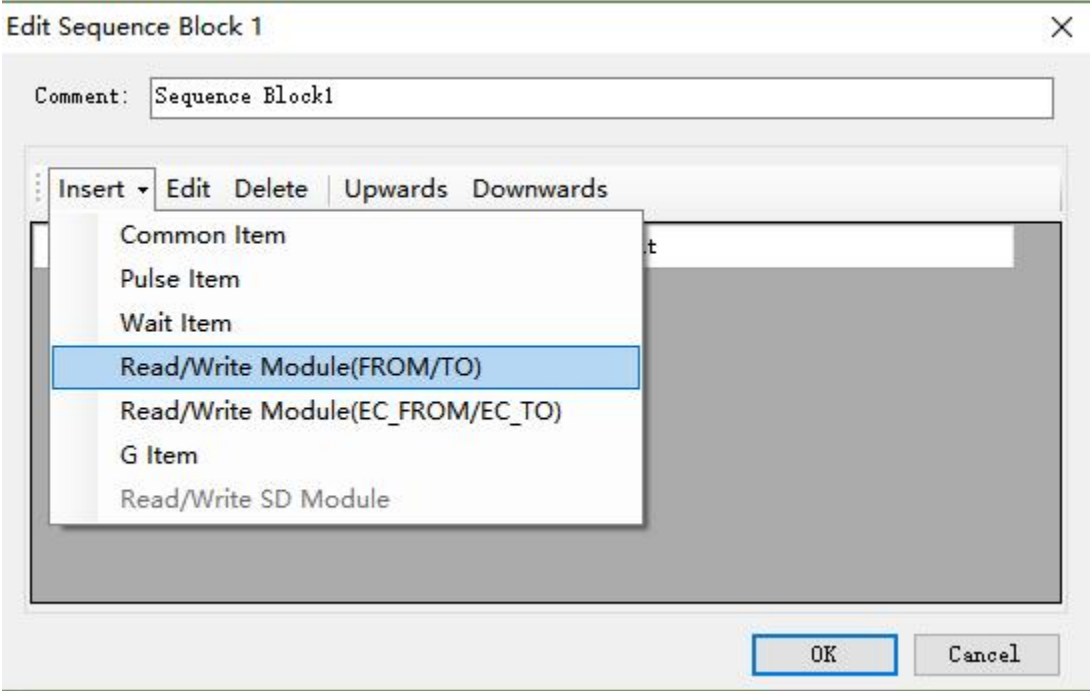 Edit Sequence Block 1
Comment: Sequence Block1
Insert Edit Delete Upwards Downwards
Common Item
Pulse Item
Wait Item
Read/Write Module(FROM/TO)
Read/Write Module(EC_FROM/EC_TO)
G Item
Read/Write SD Module
OK Cancel